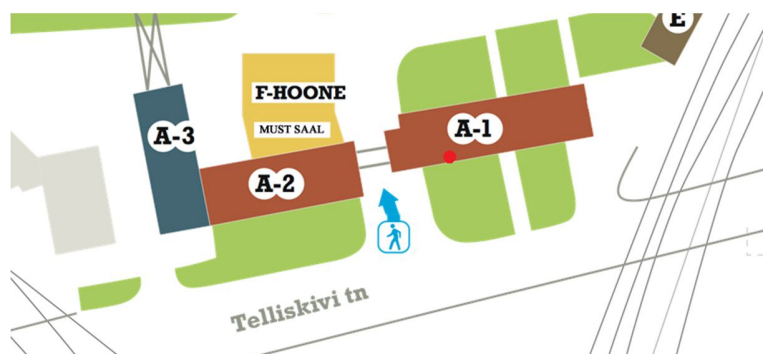 E
F-HOONE
MUST SAAL
A-1
A-3
A-2
Telliskivi tn